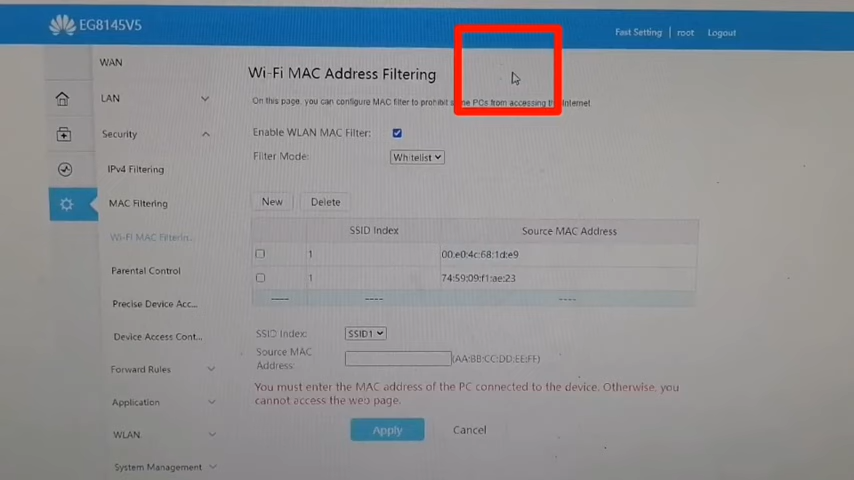 EG8145V5
Fast Setting | root Logout
WAN
LAN
Security
IPv4 Filtering
MAC Filtering
Wi-Fi MAC Filterin...
Parental Control
Precise Device Acc...
Device Access Cont...
Forward Rules
Application
WLAN
System Management
Wi-Fi MAC Address Filtering
On this page, you can configure MAC filter to prohibit some PCs from accessing the Internet.
Enable WLAN MAC Filter:
Filter Mode: Whitelist
New Delete
SSID Index Source MAC Address
1 00:e0:4c:68:1d:e9
1 74:59:09:f1:ae:23
---- ---- ----
SSID Index: SSID1
Source MAC
Address: (AA:BB:CC:DD:EE:FF)
You must enter the MAC address of the PC connected to the device. Otherwise, you
cannot access the web page.
Apply Cancel